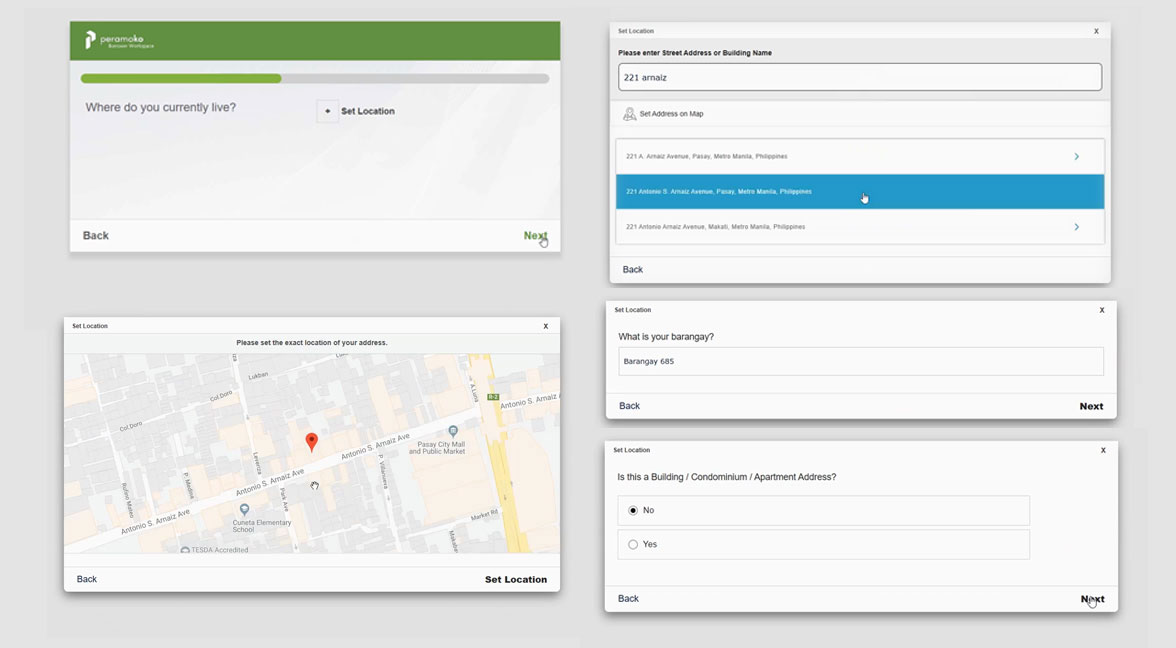 peramoko
Borrower Workspace
Where do you currently live?
+ Set Location
Back
Next
Set Location
X
Please enter Street Address or Building Name
221 arnaiz
Set Address on Map
221 A. Arnaiz Avenue, Pasay, Metro Manila, Philippines
221 Antonio S. Arnaiz Avenue, Pasay, Metro Manila, Philippines
221 Antonio Arnaiz Avenue, Makati, Metro Manila, Philippines
Back
Set Location
X
Please set the exact location of your address.
Lukban
Col.Doro
Col.Doro
Leveriza
P. Medina
Rufino Mateo
Park Ave
P. Villanueva
A.Luna
R-2
Antonio S. Arnaiz A
Antonio S. Arnaiz Ave
Antonio S. Arnaiz Ave
Antonio S. Arnaiz Ave
Pasay City Mall
and Public Market
Cuneta Elementary
School
Market Rd
TESDA Accredited
Back
Set Location
Set Location
X
What is your barangay?
Barangay 685
Back
Next
Set Location
X
Is this a Building / Condominium / Apartment Address?
No
Yes
Back
Next